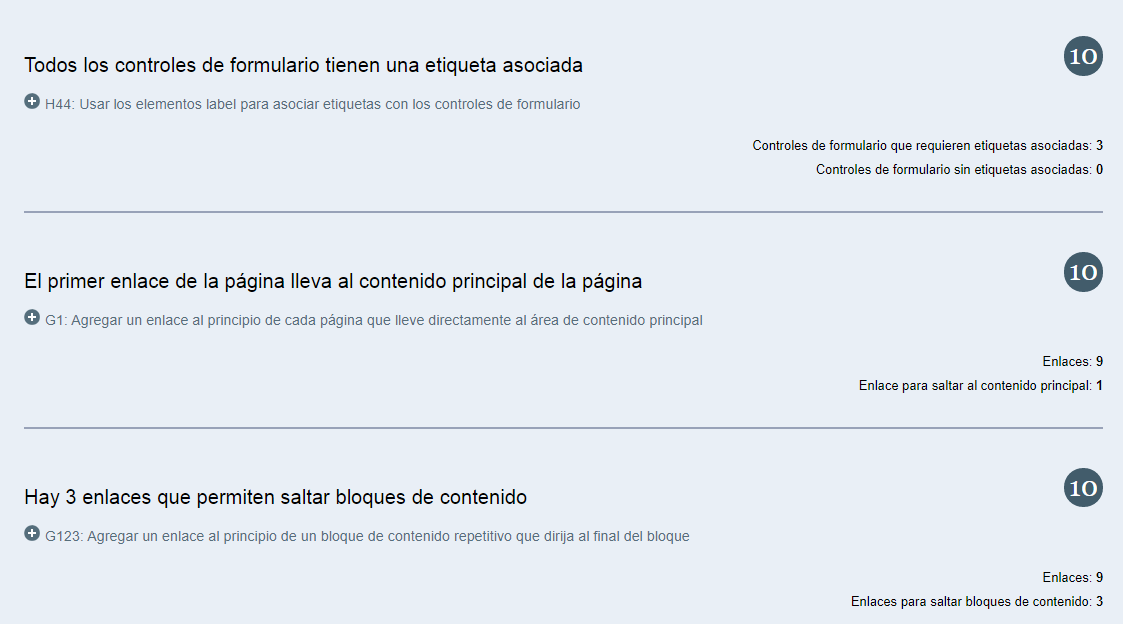 Todos los controles de formulario tienen una etiqueta asociada
10
H44: Usar los elementos label para asociar etiquetas con los controles de formulario
Controles de formulario que requieren etiquetas asociadas: 3
Controles de formulario sin etiquetas asociadas: 0
El primer enlace de la página lleva al contenido principal de la página
10
G1: Agregar un enlace al principio de cada página que lleve directamente al área de contenido principal
Enlaces: 9
Enlace para saltar al contenido principal: 1
Hay 3 enlaces que permiten saltar bloques de contenido
10
G123: Agregar un enlace al principio de un bloque de contenido repetitivo que dirija al final del bloque
Enlaces: 9
Enlaces para saltar bloques de contenido: 3